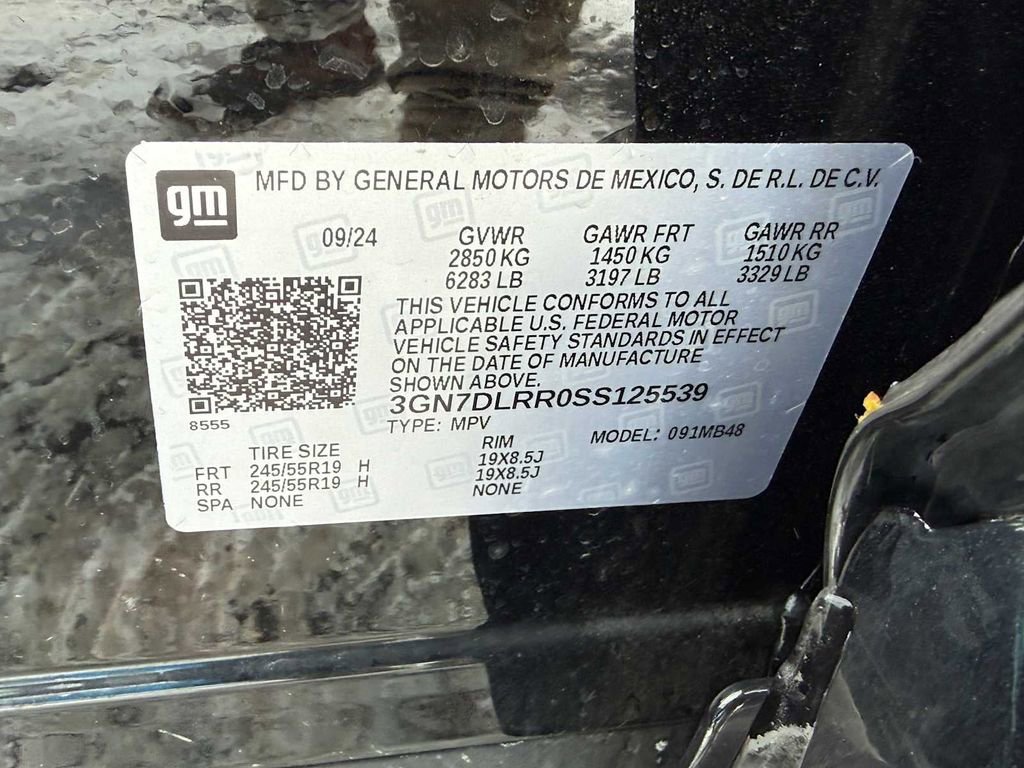 gm
MFD BY GENERAL MOTORS DE MEXICO, S. DE R.L. DE C.V.
09/24 GVWR GAWR FRT GAWR RR
2850 KG 1450 KG 1510 KG
6283 LB 3197 LB 3329 LB
THIS VEHICLE CONFORMS TO ALL
APPLICABLE U.S. FEDERAL MOTOR
VEHICLE SAFETY STANDARDS IN EFFECT
ON THE DATE OF MANUFACTURE
SHOWN ABOVE.
3GN7DLRR0SS125539
8555 TYPE: MPV MODEL: 091MB48
TIRE SIZE RIM
FRT 245/55R19 H 19X8.5J
RR 245/55R19 H 19X8.5J
SPA NONE NONE